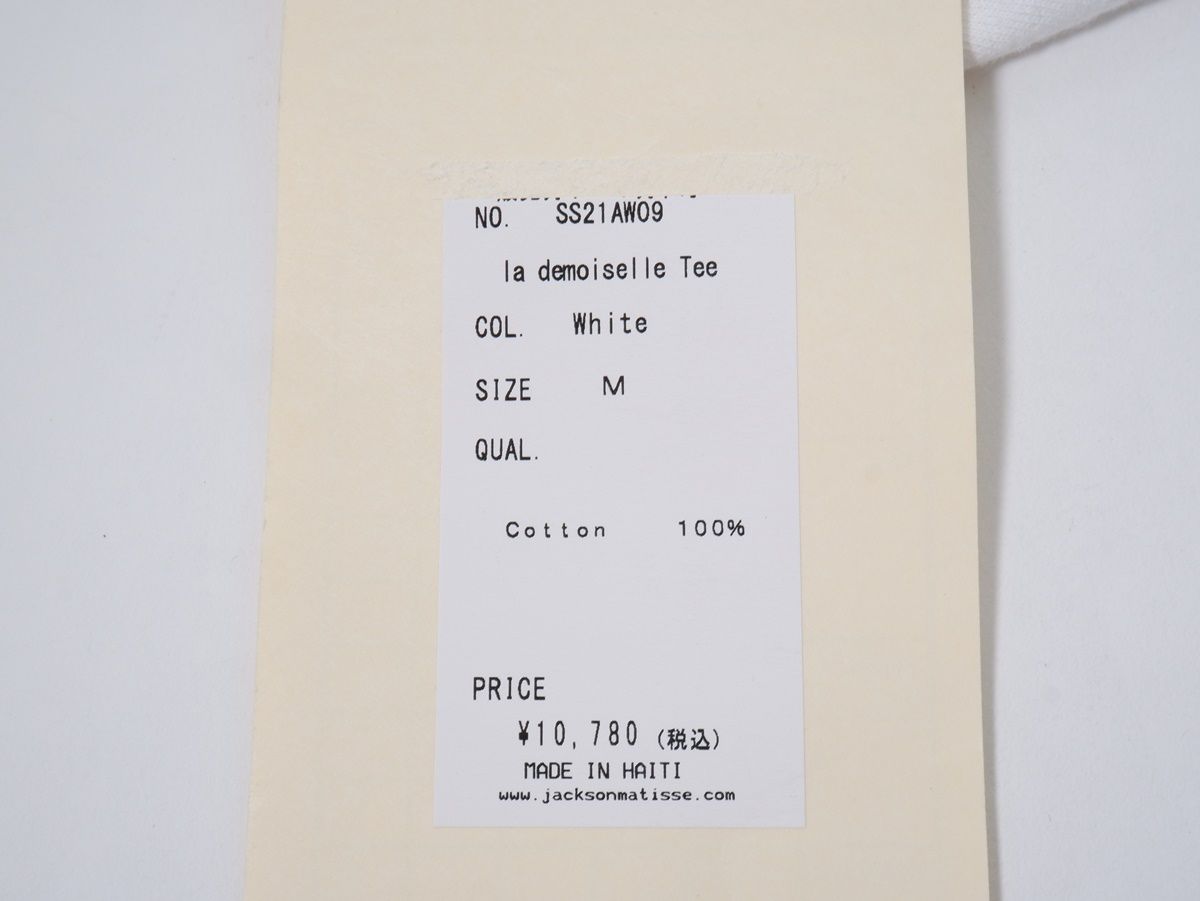 NO. SS21AW09
la demoiselle Tee
COL. White
SIZE M
QUAL.
Cotton 100%
PRICE
¥10,780 (税込)
MADE IN HAITI
www.jacksonmatisse.com